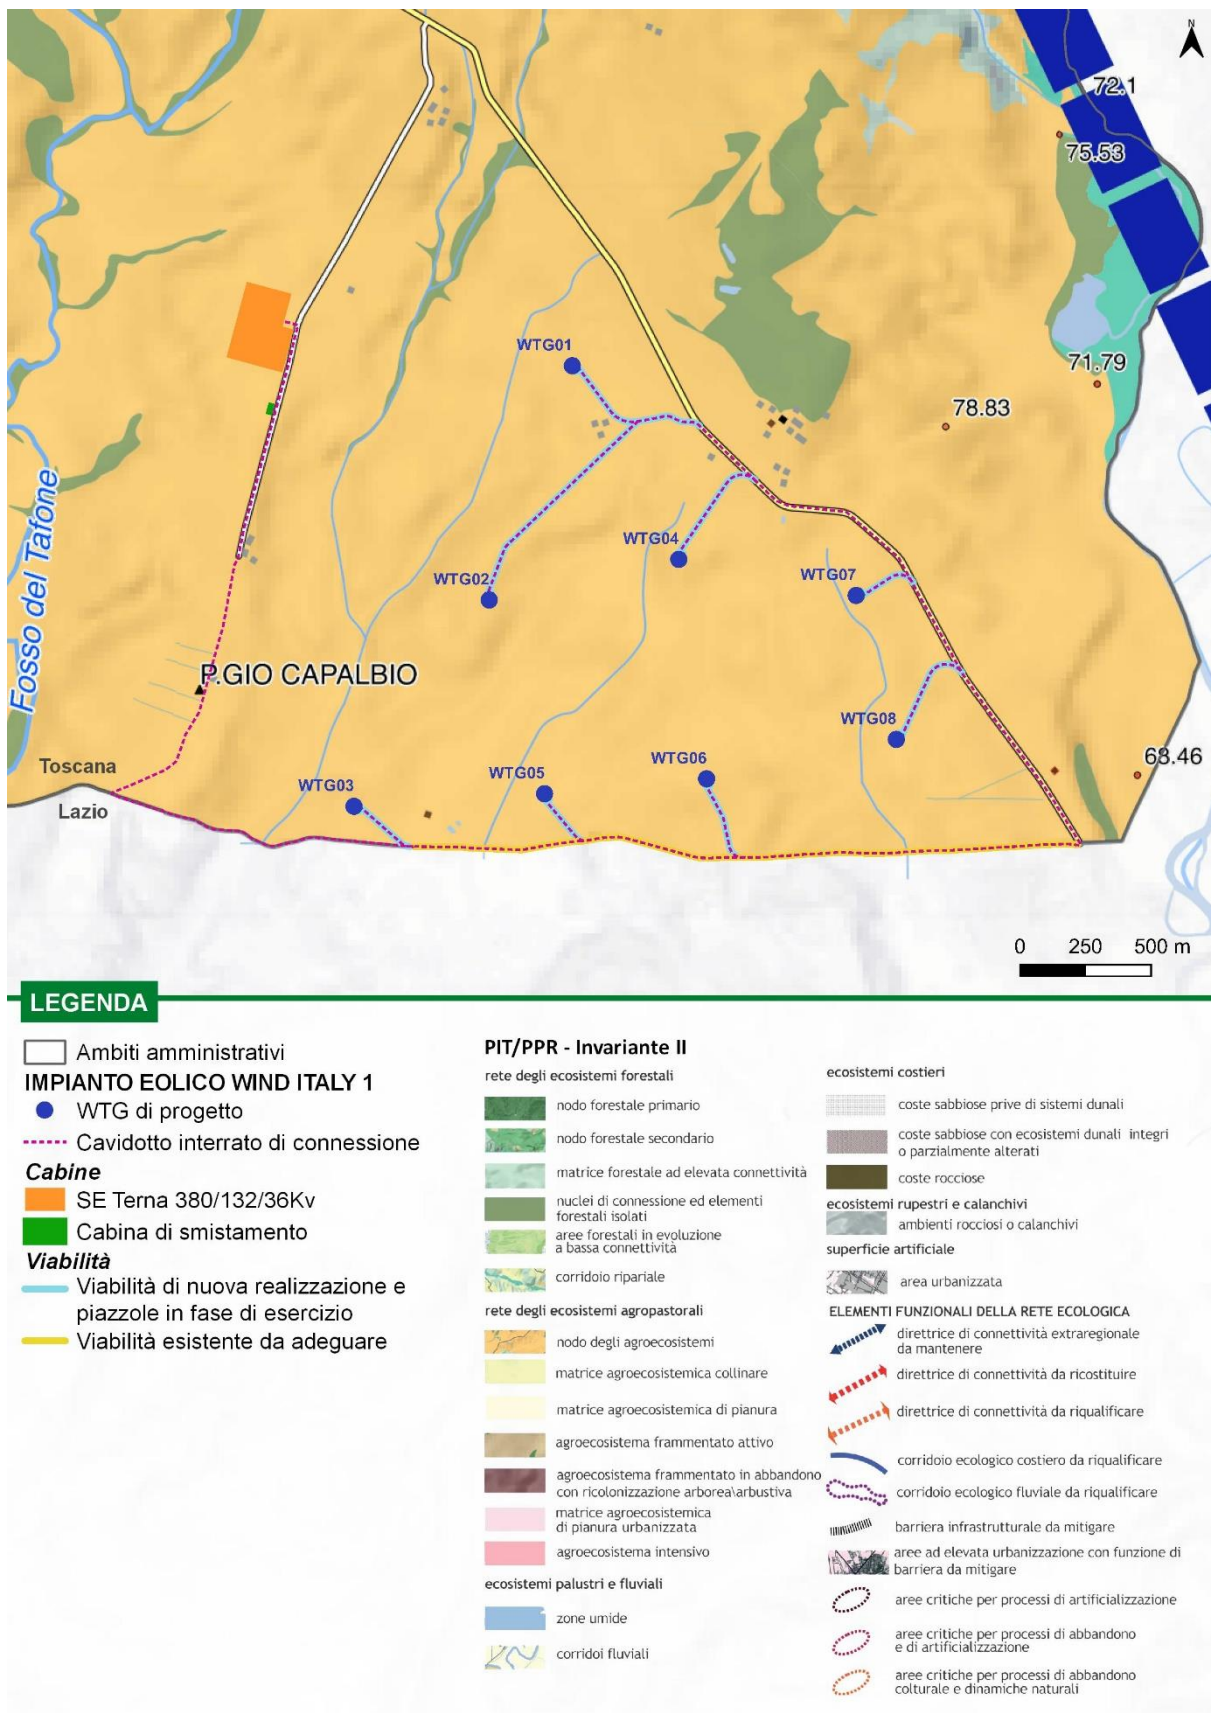 N
72.1
75.53
WTG01
71.79
78.83
Fosso del Tafone
WTG04
WTG02
WTG07
P.GIO CAPALBIO
WTG08
Toscana
Lazio
WTG03
WTG05
WTG06
63.46
0 250 500 m
LEGENDA
Ambiti amministrativi
IMPIANTO EOLICO WIND ITALY 1
WTG di progetto
Cavidotto interrato di connessione
Cabine
SE Terna 380/132/36Kv
Cabina di smistamento
Viabilità
Viabilità di nuova realizzazione e
piazzole in fase di esercizio
Viabilità esistente da adeguare
PIT/PPR - Invariante II
rete degli ecosistemi forestali
nodo forestale primario
nodo forestale secondario
matrice forestale ad elevata connettività
nuclei di connessione ed elementi
forestali isolati
aree forestali in evoluzione
a bassa connettività
corridoio ripariale
rete degli ecosistemi agropastorali
nodo degli agroecosistemi
matrice agroecosistemica collinare
matrice agroecosistemica di pianura
agroecosistema frammentato attivo
agroecosistema frammentato in abbandono
con ricolonizzazione arborea\arbustiva
matrice agroecosistemica
di pianura urbanizzata
agroecosistema intensivo
ecosistemi palustri e fluviali
zone umide
corridoi fluviali
ecosistemi costieri
coste sabbiose prive di sistemi dunali
coste sabbiose con ecosistemi dunali integri
o parzialmente alterati
coste rocciose
ecosistemi rupestri e calanchivi
ambienti rocciosi o calanchivi
superficie artificiale
area urbanizzata
ELEMENTI FUNZIONALI DELLA RETE ECOLOGICA
direttrice di connettività extraregionale
da mantenere
direttrice di connettività da ricostituire
direttrice di connettività da riqualificare
corridoio ecologico costiero da riqualificare
corridoio ecologico fluviale da riqualificare
barriera infrastrutturale da mitigare
aree ad elevata urbanizzazione con funzione di
barriera da mitigare
aree critiche per processi di artificializzazione
aree critiche per processi di abbandono
e di artificializzazione
aree critiche per processi di abbandono
colturale e dinamiche naturali